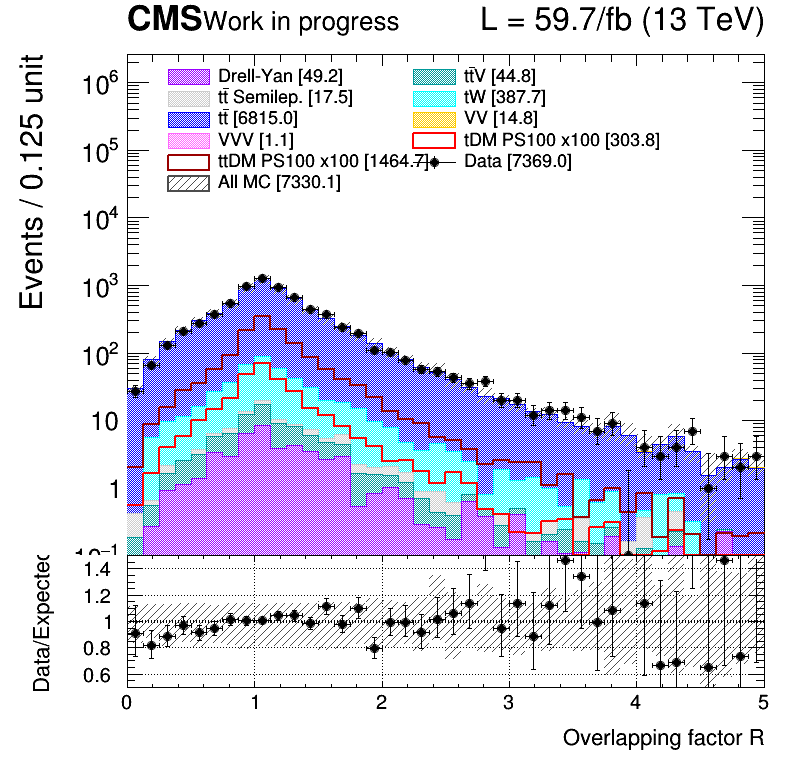 CMS Work in progress L = 59.7/fb (13 TeV)
Events / 0.125 unit
Drell-Yan [49.2] tt̄V [44.8]
tt̄ Semilep. [17.5] tW [387.7]
tt̄ [6815.0] VV [14.8]
VVV [1.1] tDM PS100 x100 [303.8]
ttDM PS100 x100 [1464.7] Data [7369.0]
All MC [7330.1]
10⁶
10⁵
10⁴
10³
10²
10
1
10⁻¹
Data/Expected
1.4
1.2
1
0.8
0.6
0 1 2 3 4 5
Overlapping factor R